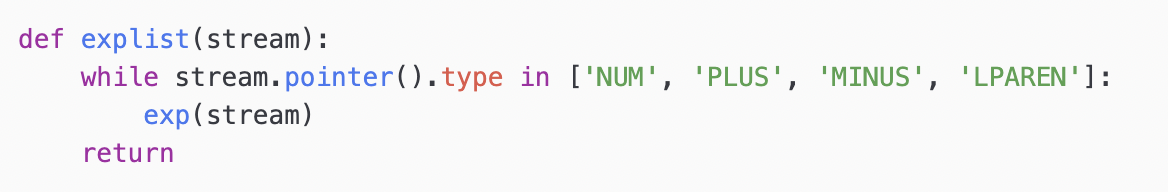 def explist(stream):
    while stream.pointer().type in ['NUM', 'PLUS', 'MINUS', 'LPAREN']:
        exp(stream)
    return